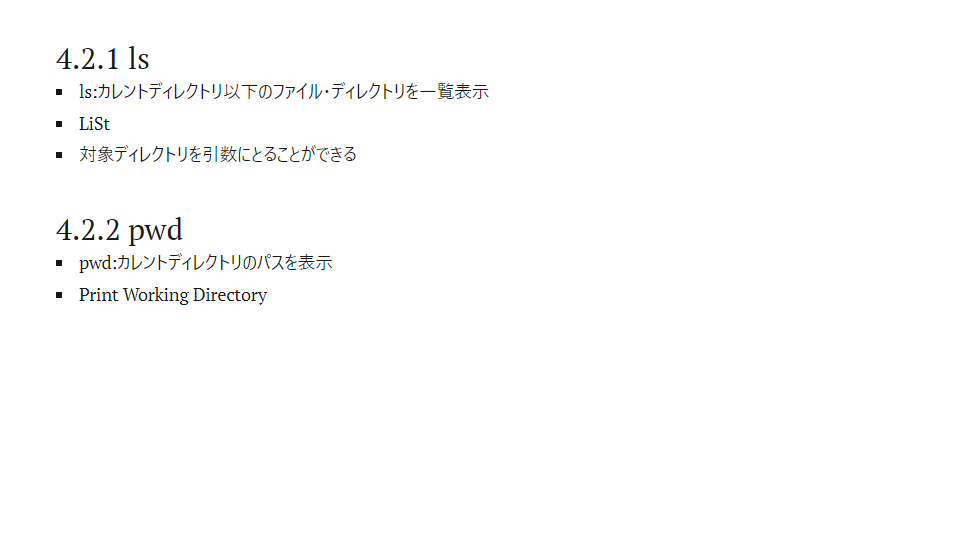 4.2.1 ls
ls:カレントディレクトリ以下のファイル・ディレクトリを一覧表示
LiSt
対象ディレクトリを引数にとることができる
4.2.2 pwd
pwd:カレントディレクトリのパスを表示
Print Working Directory